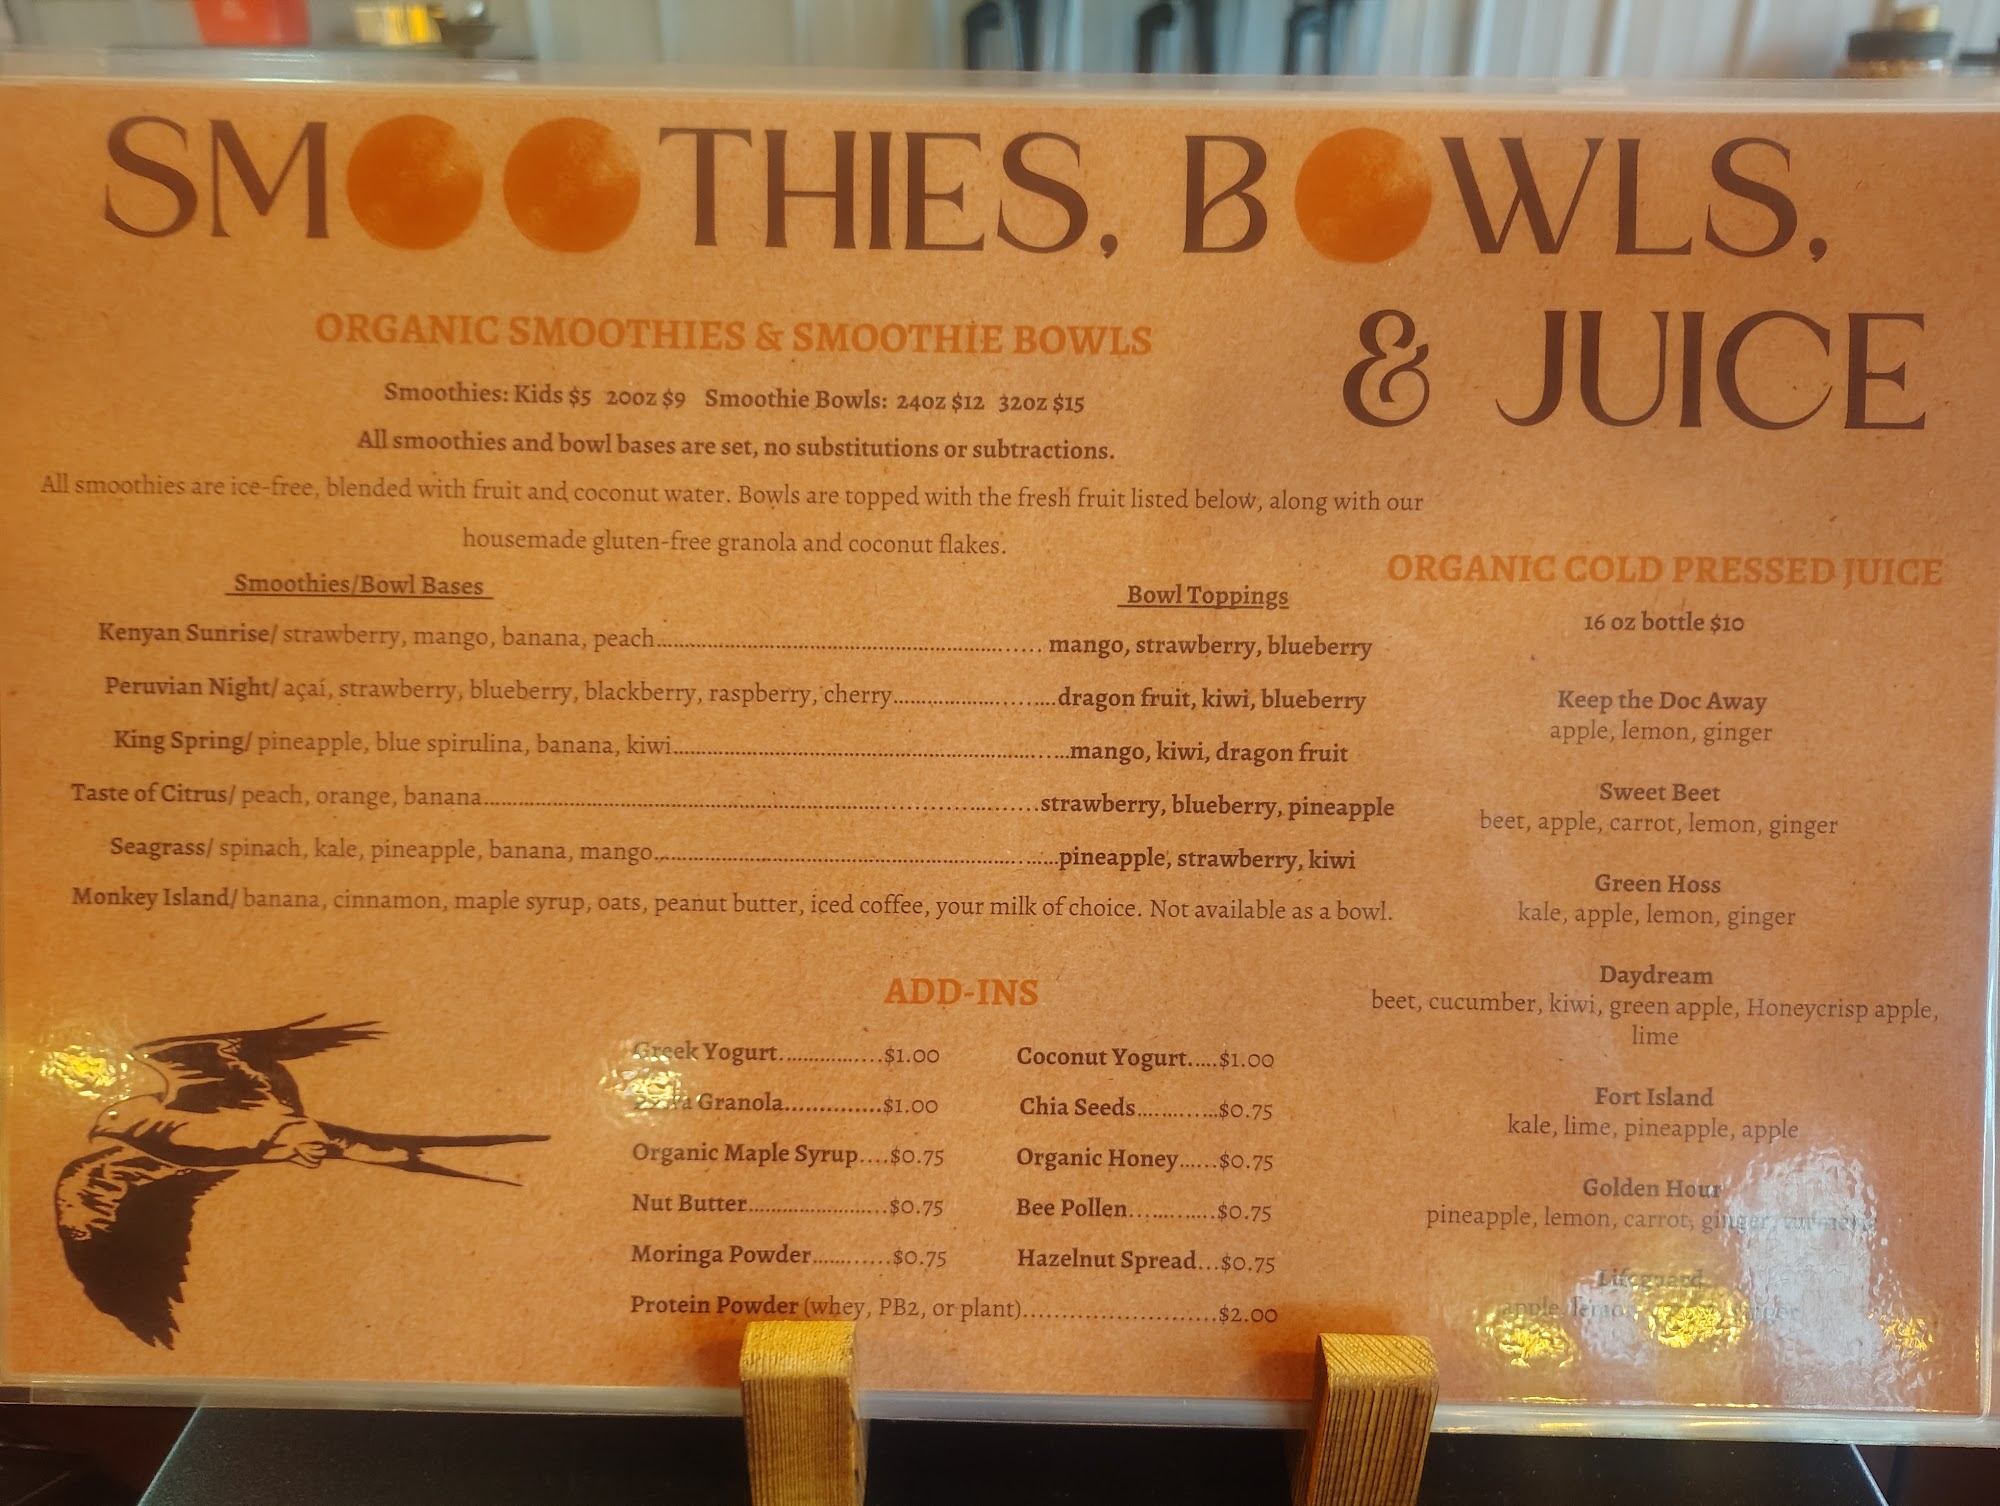 SMOOTHIES, BOWLS,
& JUICE
ORGANIC SMOOTHIES & SMOOTHIE BOWLS
Smoothies: Kids $5 20oz $9 Smoothie Bowls: 24oz $12 32oz $15
All smoothies and bowl bases are set, no substitutions or subtractions.
All smoothies are ice-free, blended with fruit and coconut water. Bowls are topped with the fresh fruit listed below, along with our
housemade gluten-free granola and coconut flakes.
Smoothies/Bowl Bases Bowl Toppings
Kenyan Sunrise/ strawberry, mango, banana, peach...... mango, strawberry, blueberry
Peruvian Night/ açaí, strawberry, blueberry, blackberry, raspberry, cherry......dragon fruit, kiwi, blueberry
King Spring/ pineapple, blue spirulina, banana, kiwi......mango, kiwi, dragon fruit
Taste of Citrus/ peach, orange, banana......strawberry, blueberry, pineapple
Seagrass/ spinach, kale, pineapple, banana, mango......pineapple, strawberry, kiwi
Monkey Island/ banana, cinnamon, maple syrup, oats, peanut butter, iced coffee, your milk of choice. Not available as a bowl.
ADD-INS
Greek Yogurt......$1.00 Coconut Yogurt.....$1.00
Granola......$1.00 Chia Seeds......$0.75
Organic Maple Syrup....$0.75 Organic Honey......$0.75
Nut Butter......$0.75 Bee Pollen......$0.75
Moringa Powder......$0.75 Hazelnut Spread...$0.75
Protein Powder (whey, PB2, or plant)......$2.00
ORGANIC COLD PRESSED JUICE
16 oz bottle $10
Keep the Doc Away
apple, lemon, ginger
Sweet Beet
beet, apple, carrot, lemon, ginger
Green Hoss
kale, apple, lemon, ginger
Daydream
beet, cucumber, kiwi, green apple, Honeycrisp apple,
lime
Fort Island
kale, lime, pineapple, apple
Golden Hour
pineapple, lemon, carrot, ginger, turmeric
Lifeguard
apple, lemon